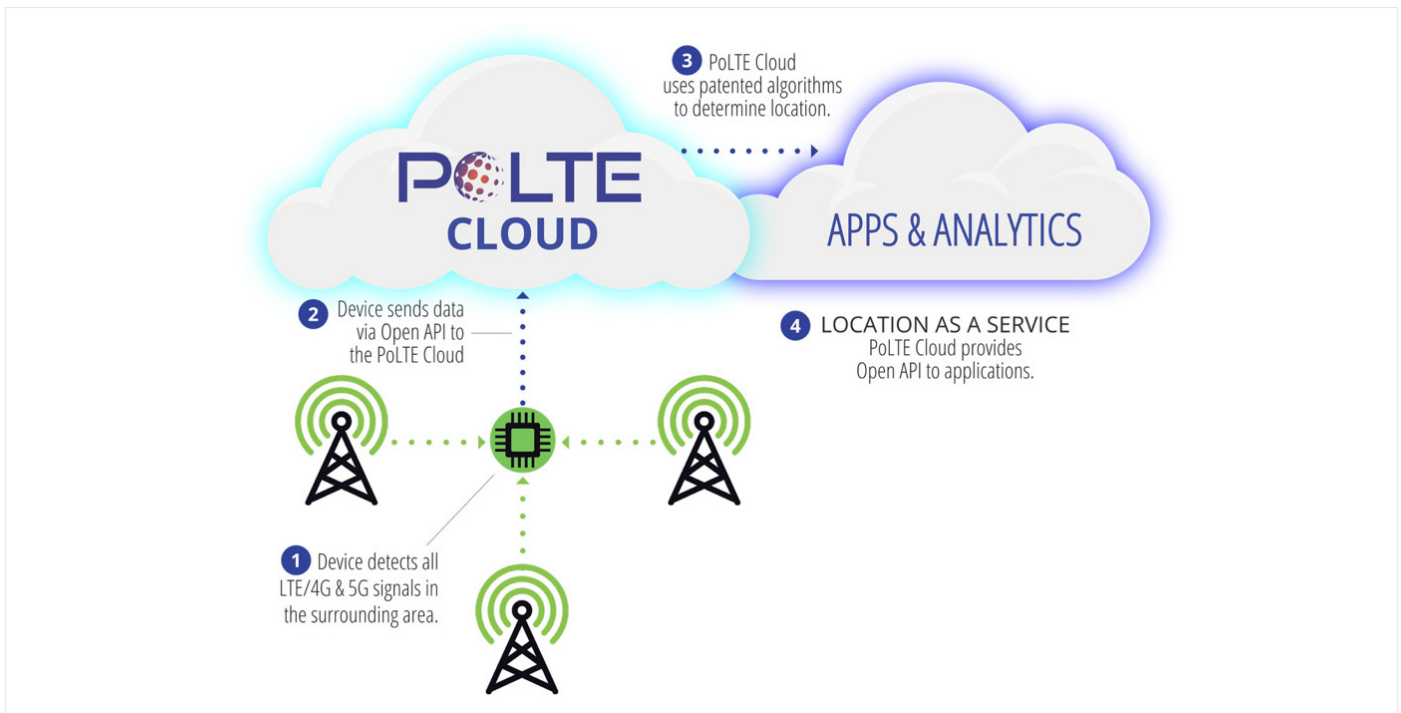 3 PoLTE Cloud
uses patented algorithms
to determine location.
POLTE
CLOUD
APPS & ANALYTICS
2 Device sends data
via Open API to
the PoLTE Cloud
4 LOCATION AS A SERVICE
PoLTE Cloud provides
Open API to applications.
1 Device detects all
LTE/4G & 5G signals in
the surrounding area.